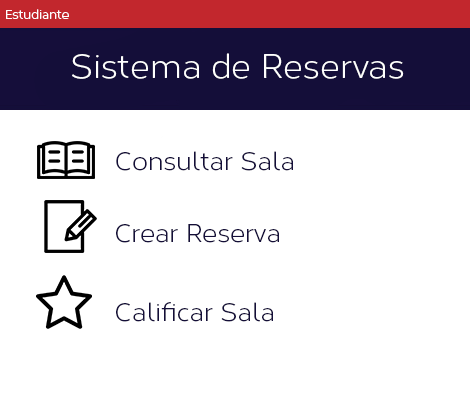 Estudiante
Sistema de Reservas
Consultar Sala
Crear Reserva
Calificar Sala